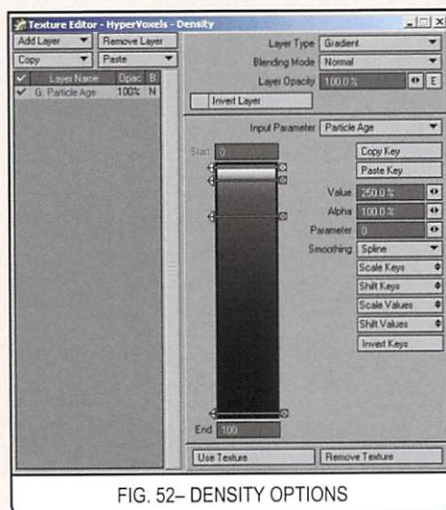 Texture Editor - HyperVoxels - Density
Add Layer Remove Layer
Copy Paste
Layer Name Opac B
G. Particle Age 100% N
Layer Type Gradient
Blending Mode Normal
Layer Opacity 100.0 % E
Invert Layer
Input Parameter Particle Age
Start 0
Copy Key
Paste Key
Value 250.0 %
Alpha 100.0 %
Parameter 0
Smoothing Spline
Scale Keys
Shift Keys
Scale Values
Shift Values
Invert Keys
End 100
Use Texture Remove Texture
FIG. 52– DENSITY OPTIONS